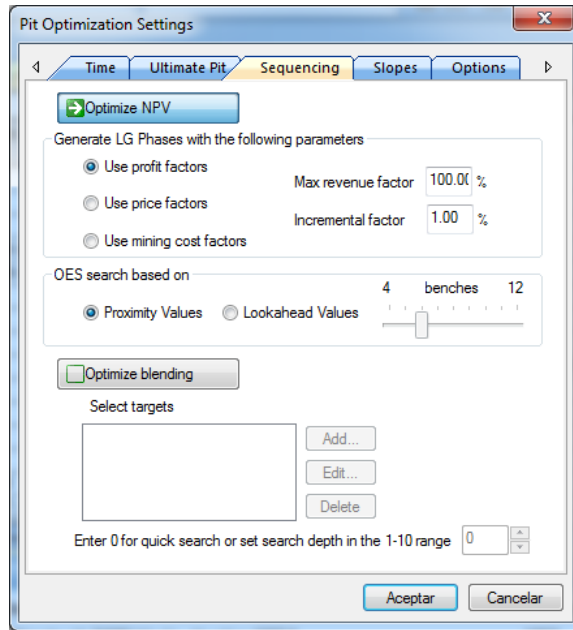 Pit Optimization Settings
Time Ultimate Pit Sequencing Slopes Options
Optimize NPV
Generate LG Phases with the following parameters
Use profit factors
Max revenue factor 100.00 %
Use price factors
Incremental factor 1.00 %
Use mining cost factors
OES search based on
4 benches 12
Proximity Values Lookahead Values
Optimize blending
Select targets
Add...
Edit...
Delete
Enter 0 for quick search or set search depth in the 1-10 range 0
Aceptar Cancelar